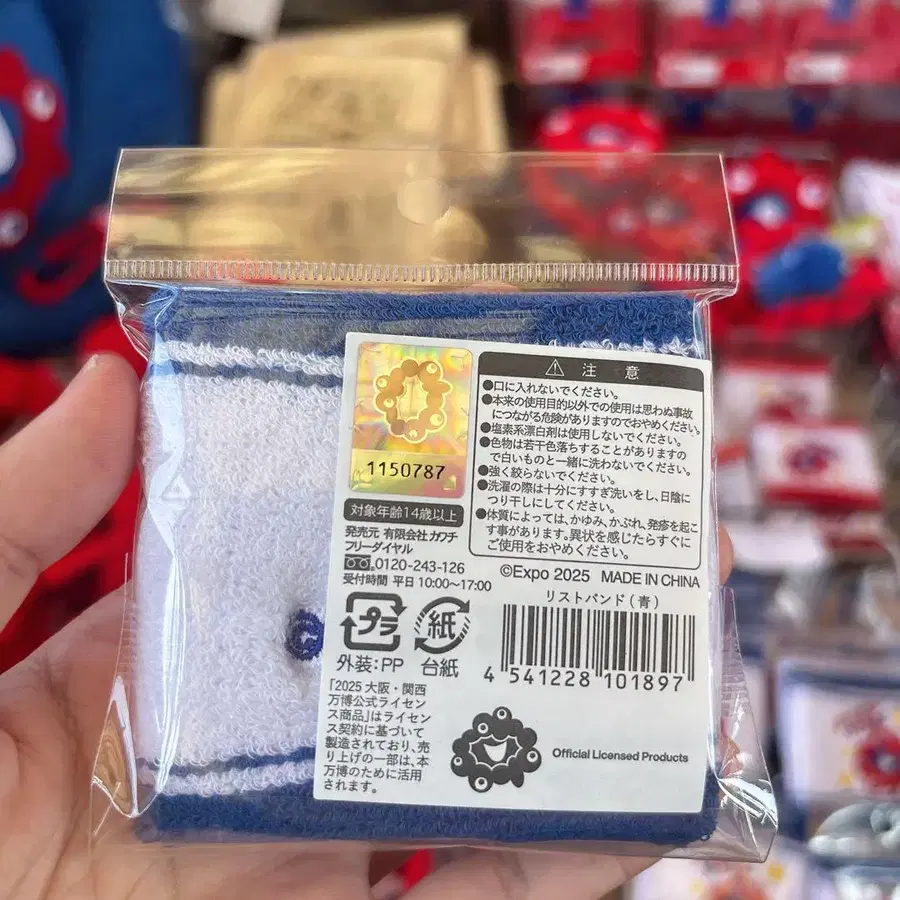 1150787
対象年齢14歳以上
発売元 有限会社 カワチ
フリーダイヤル
0120-243-126
受付時間 平日 10:00〜17:00
⚠ 注意
●口に入れないでください。
●本来の使用目的以外での使用は思わぬ事故
につながる危険がありますのでおやめください。
●塩素系漂白剤は使用しないでください。
●色物は若干色落ちすることがありますの
で白いものと一緒に洗わないでください。
●強く絞らないでください。
●洗濯の際は十分にすすぎ洗いをし、日陰に
つり干しにしてください。
●体質によっては、かゆみ、かぶれ、発疹を起こ
す事があります。異状を感じたらすぐに
ご使用をおやめください。
©Expo 2025 MADE IN CHINA
リストバンド(青)
プラ
外装:PP
紙
台紙
4 541228 101897
「2025 大阪・関西
万博公式ライセン
ス商品」はライセン
ス契約に基づいて
製造されており、売
り上げの一部は、本
万博のために活用
されます。
Official Licensed Products